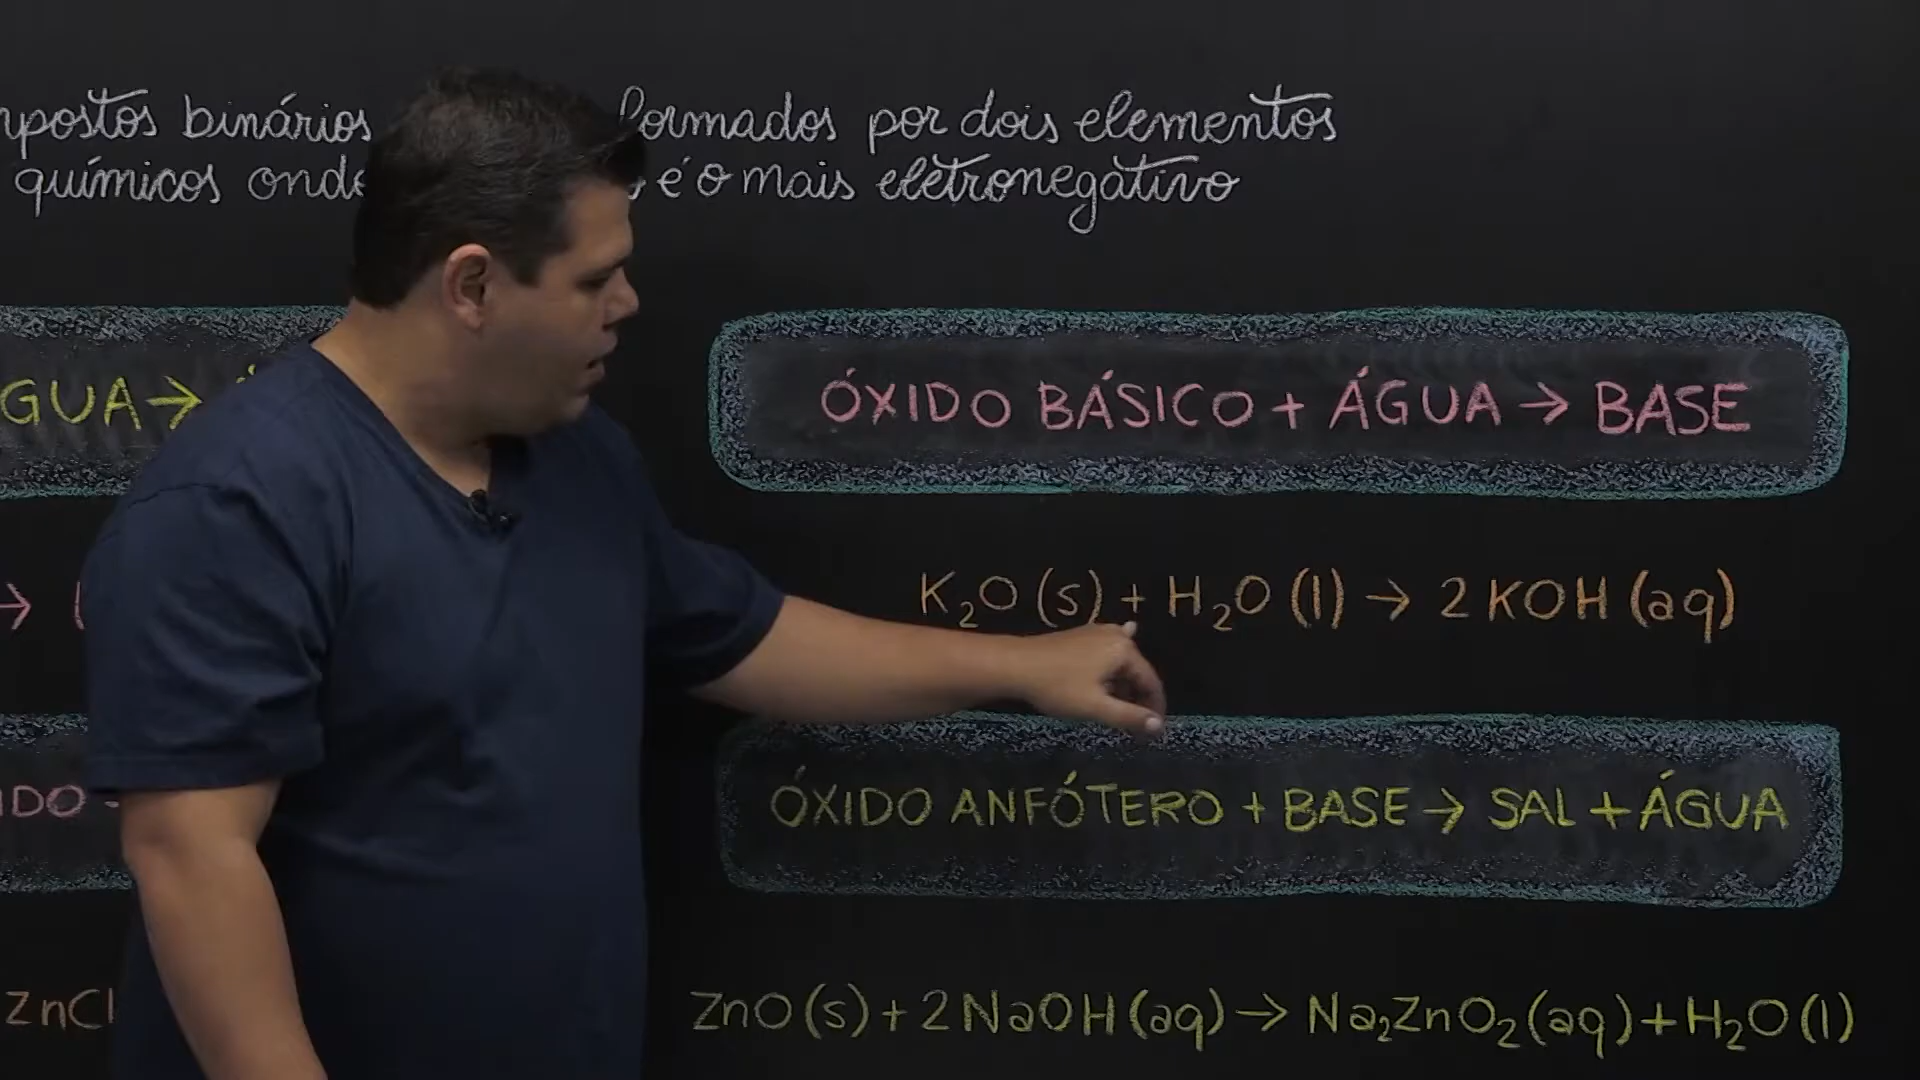 mpostos binários formados por dois elementos
químicos onde é o mais eletronegativo
GUA →
ÓXIDO BÁSICO + ÁGUA → BASE
→
K₂O (s) + H₂O (l) → 2 KOH (aq)
IDO -
ÓXIDO ANFÓTERO + BASE → SAL + ÁGUA
ZnCl
ZnO (s) + 2 NaOH (aq) → Na₂ZnO₂ (aq) + H₂O (l)